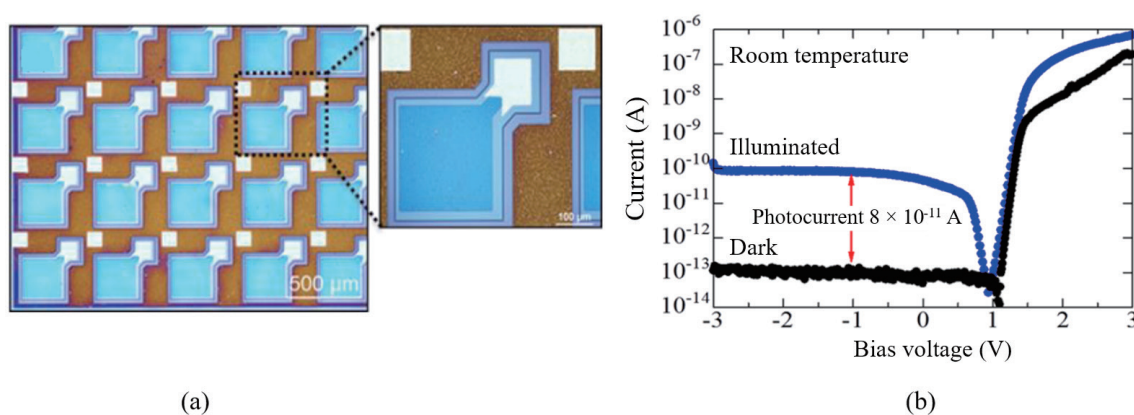 500 µm
100 µm
(a)
Current (A)
10⁻⁶
10⁻⁷
10⁻⁸
10⁻⁹
10⁻¹⁰
10⁻¹¹
10⁻¹²
10⁻¹³
10⁻¹⁴
Room temperature
Illuminated
Photocurrent 8 × 10⁻¹¹ A
Dark
-3 -2 -1 0 1 2 3
Bias voltage (V)
(b)